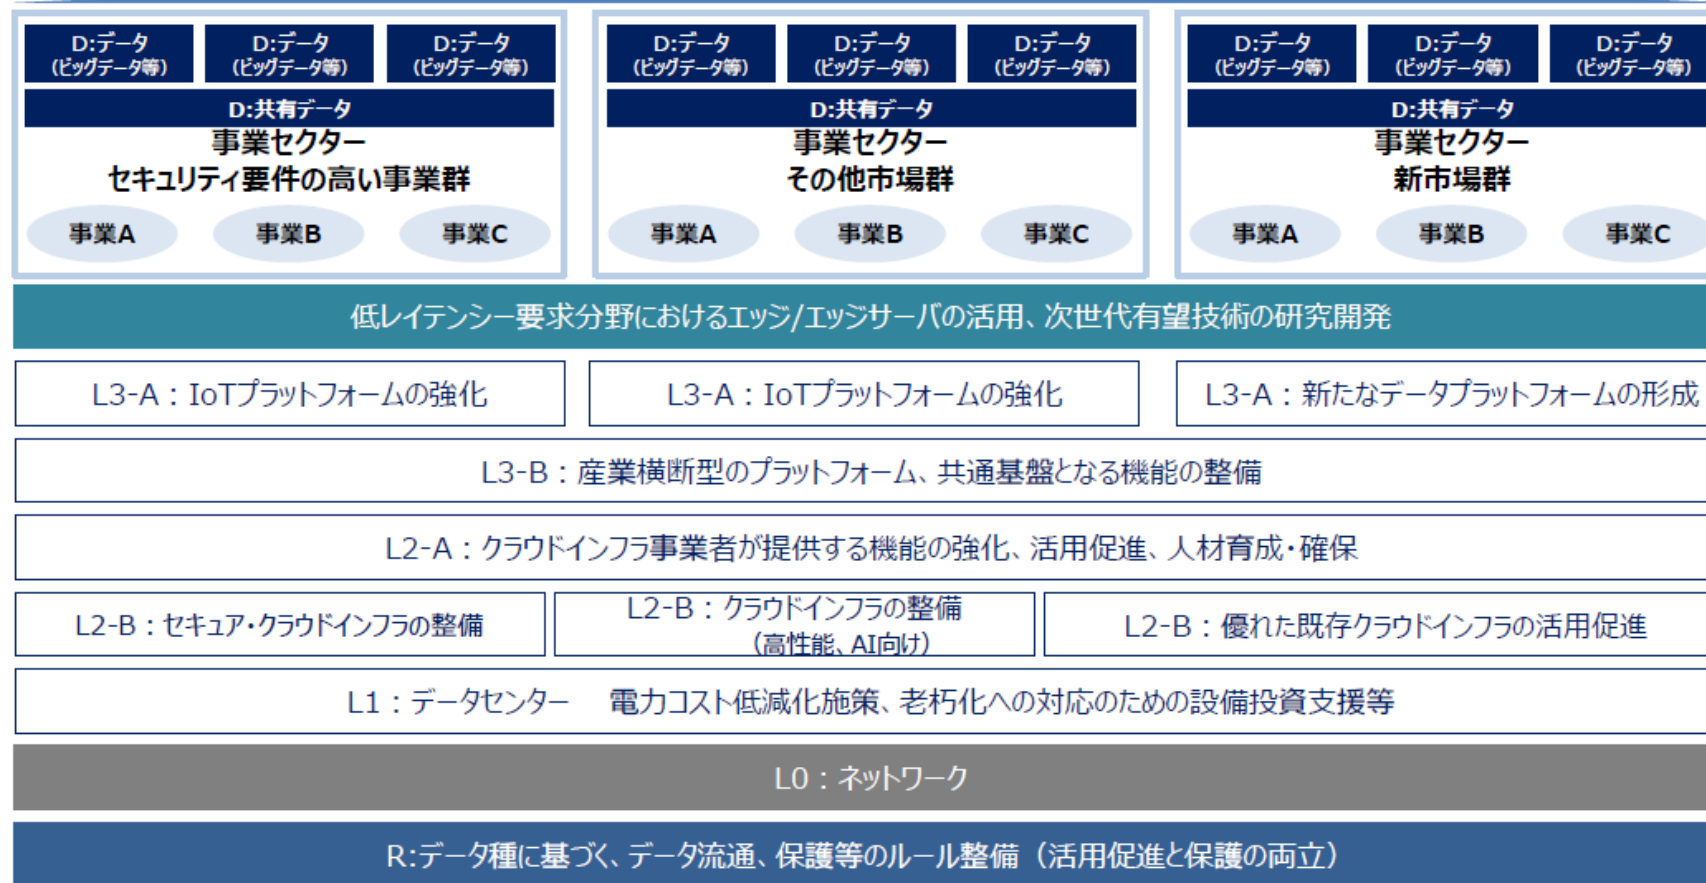 D:データ
(ビッグデータ等)
D:データ
(ビッグデータ等)
D:データ
(ビッグデータ等)
D:共有データ
事業セクター
セキュリティ要件の高い事業群
事業A
事業B
事業C
D:データ
(ビッグデータ等)
D:データ
(ビッグデータ等)
D:データ
(ビッグデータ等)
D:共有データ
事業セクター
その他市場群
事業A
事業B
事業C
D:データ
(ビッグデータ等)
D:データ
(ビッグデータ等)
D:データ
(ビッグデータ等)
D:共有データ
事業セクター
新市場群
事業A
事業B
事業C
低レイテンシー要求分野におけるエッジ/エッジサーバの活用、次世代有望技術の研究開発
L3-A：IoTプラットフォームの強化
L3-A：IoTプラットフォームの強化
L3-A：新たなデータプラットフォームの形成
L3-B：産業横断型のプラットフォーム、共通基盤となる機能の整備
L2-A：クラウドインフラ事業者が提供する機能の強化、活用促進、人材育成・確保
L2-B：セキュア・クラウドインフラの整備
L2-B：クラウドインフラの整備
（高性能、AI向け）
L2-B：優れた既存クラウドインフラの活用促進
L1：データセンター　電力コスト低減化施策、老朽化への対応のための設備投資支援等
L0：ネットワーク
R:データ種に基づく、データ流通、保護等のルール整備（活用促進と保護の両立）